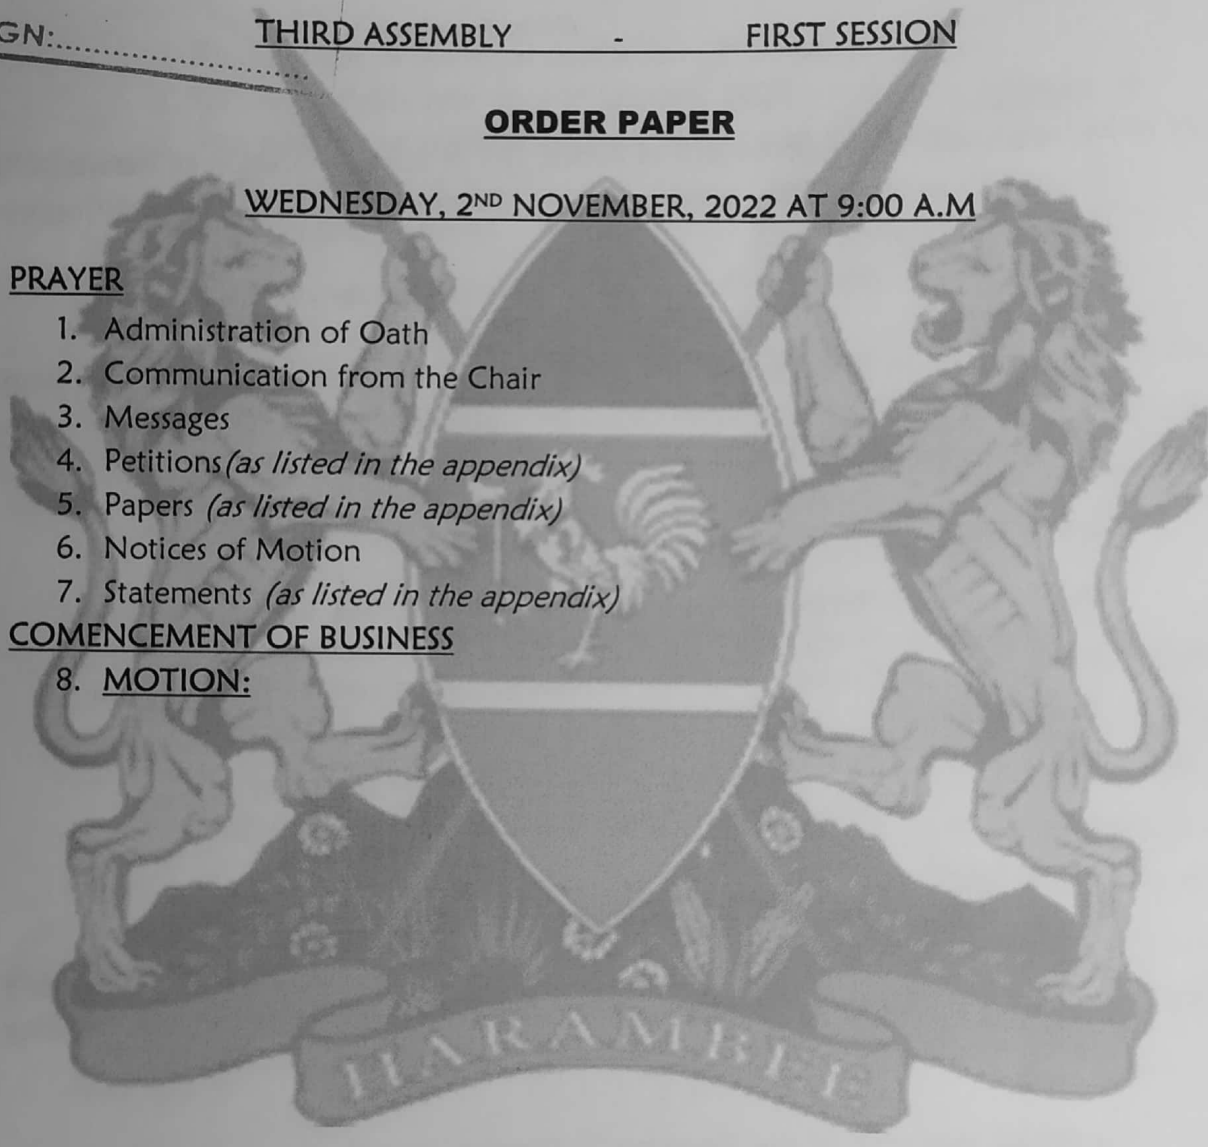 GN:..............................
THIRD ASSEMBLY - FIRST SESSION
ORDER PAPER
WEDNESDAY, 2ND NOVEMBER, 2022 AT 9:00 A.M
PRAYER
1. Administration of Oath
2. Communication from the Chair
3. Messages
4. Petitions(as listed in the appendix)
5. Papers (as listed in the appendix)
6. Notices of Motion
7. Statements (as listed in the appendix)
COMENCEMENT OF BUSINESS
8. MOTION:
HARAMBEE